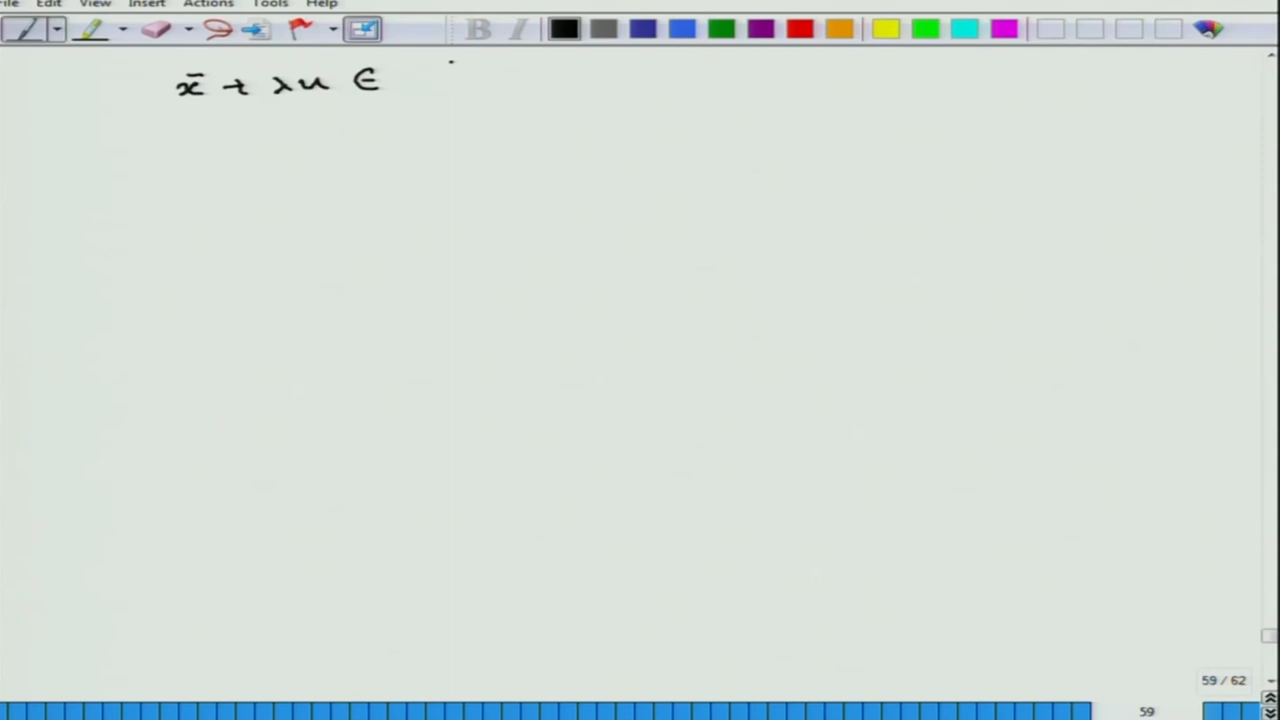 File Edit View Insert Actions Tools Help
B I
x̄ + λu ∈
59 / 62
59